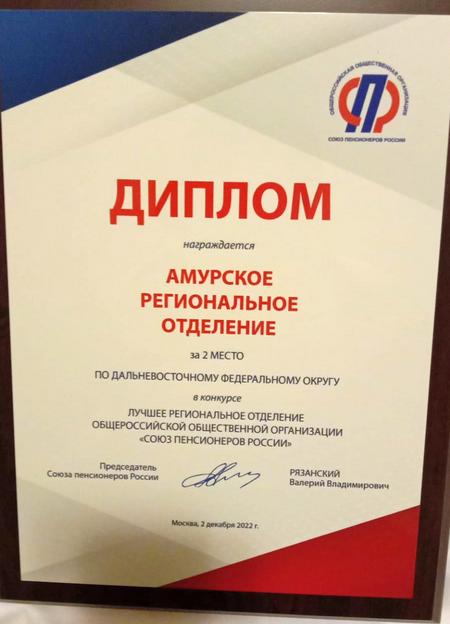 ОБЩЕРОССИЙСКАЯ ОБЩЕСТВЕННАЯ ОРГАНИЗАЦИЯ
СПР
СОЮЗ ПЕНСИОНЕРОВ РОССИИ
ДИПЛОМ
награждается
АМУРСКОЕ
РЕГИОНАЛЬНОЕ
ОТДЕЛЕНИЕ
за 2 МЕСТО
ПО ДАЛЬНЕВОСТОЧНОМУ ФЕДЕРАЛЬНОМУ ОКРУГУ
в конкурсе
ЛУЧШЕЕ РЕГИОНАЛЬНОЕ ОТДЕЛЕНИЕ
ОБЩЕРОССИЙСКОЙ ОБЩЕСТВЕННОЙ ОРГАНИЗАЦИИ
«СОЮЗ ПЕНСИОНЕРОВ РОССИИ»
Председатель
Союза пенсионеров России
РЯЗАНСКИЙ
Валерий Владимирович
Москва, 2 декабря 2022 г.